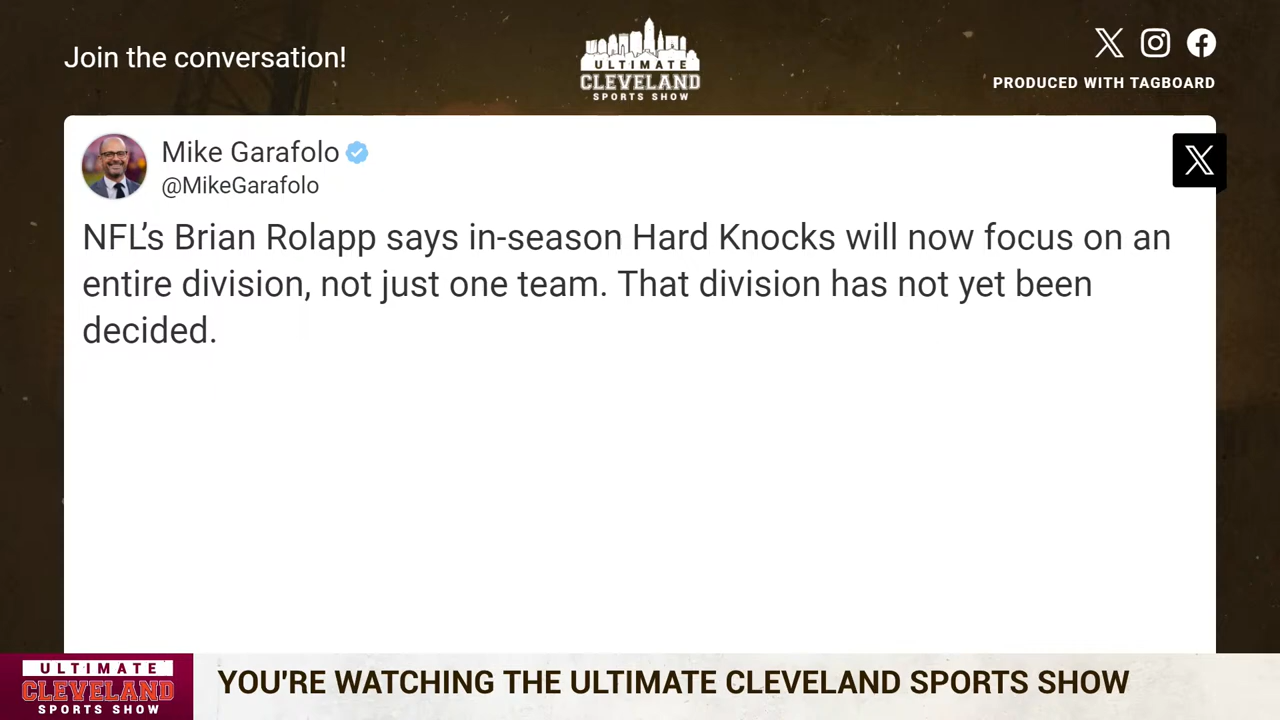 Join the conversation!
ULTIMATE
CLEVELAND
SPORTS SHOW
PRODUCED WITH TAGBOARD
Mike Garafolo
@MikeGarafolo
NFL's Brian Rolapp says in-season Hard Knocks will now focus on an
entire division, not just one team. That division has not yet been
decided.
ULTIMATE
CLEVELAND
SPORTS SHOW
YOU'RE WATCHING THE ULTIMATE CLEVELAND SPORTS SHOW